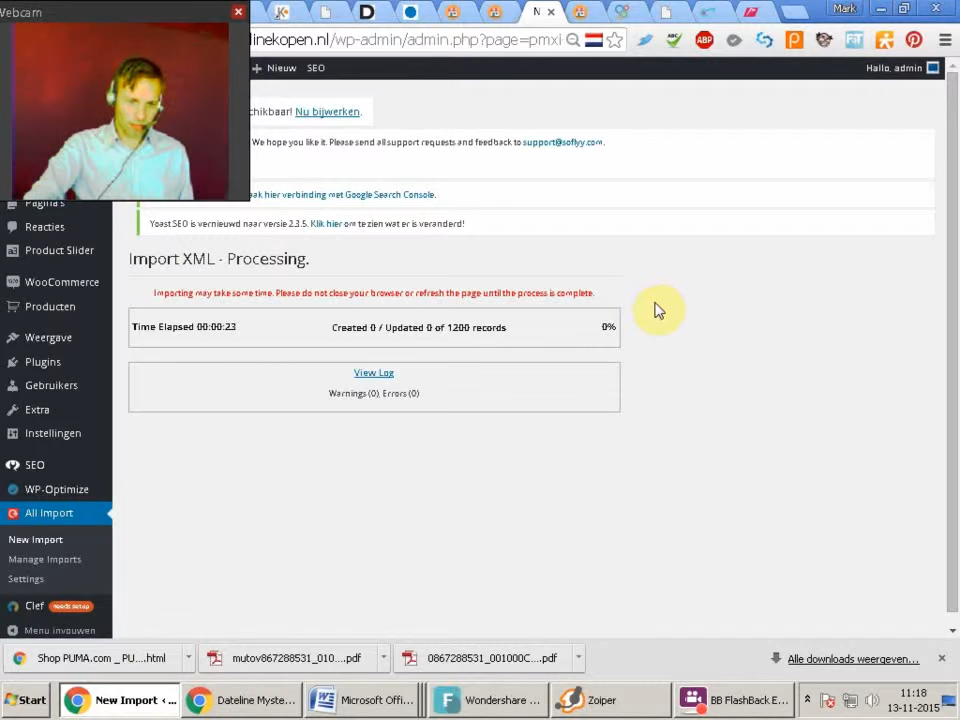 Webcam
N
Mark
linekopen.nl/wp-admin/admin.php?page=pmxi
ABP
Nieuw SEO
Hallo, admin
chikbaar! Nu bijwerken.
We hope you like it. Please send all support requests and feedback to support@soflyy.com.
aak hier verbinding met Google Search Console.
Yoast SEO is vernieuwd naar versie 2.3.5. Klik hier om te zien wat er veranderd!
Pagina's
Reacties
Product Slider
WooCommerce
Producten
Weergave
Plugins
Gebruikers
Extra
Instellingen
SEO
WP-Optimize
All Import
New Import
Manage Imports
Settings
Clef needs setup
Menu invouwen
Import XML - Processing.
Importing may take some time. Please do not close your browser or refresh the page until the process is complete.
Time Elapsed 00:00:23 Created 0 / Updated 0 of 1200 records 0%
View Log
Warnings (0), Errors (0)
Shop PUMA.com _ PU....html
mutov867288531_010....pdf
0867288531_001000C....pdf
Alle downloads weergeven...
Start
New Import ‹ ...
Dateline Myste...
Microsoft Offi...
Wondershare ...
Zoiper
BB FlashBack E...
11:18
13-11-2015